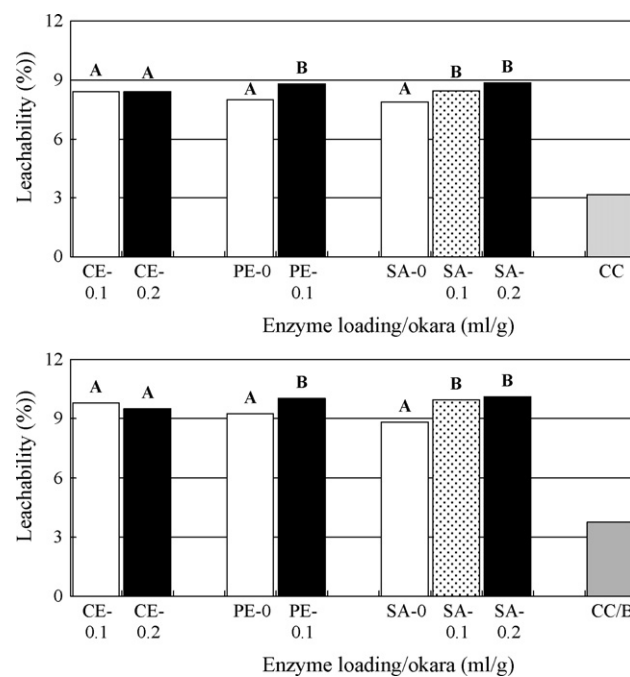 Leachability (%))
12
9
6
3
0
A A A B A B B
CE-
0.1
CE-
0.2
PE-0
PE-
0.1
SA-0
SA-
0.1
SA-
0.2
CC
Enzyme loading/okara (ml/g)
Leachability (%))
12
9
6
3
0
A A A B A B B
CE-
0.1
CE-
0.2
PE-0
PE-
0.1
SA-0
SA-
0.1
SA-
0.2
CC/B
Enzyme loading/okara (ml/g)